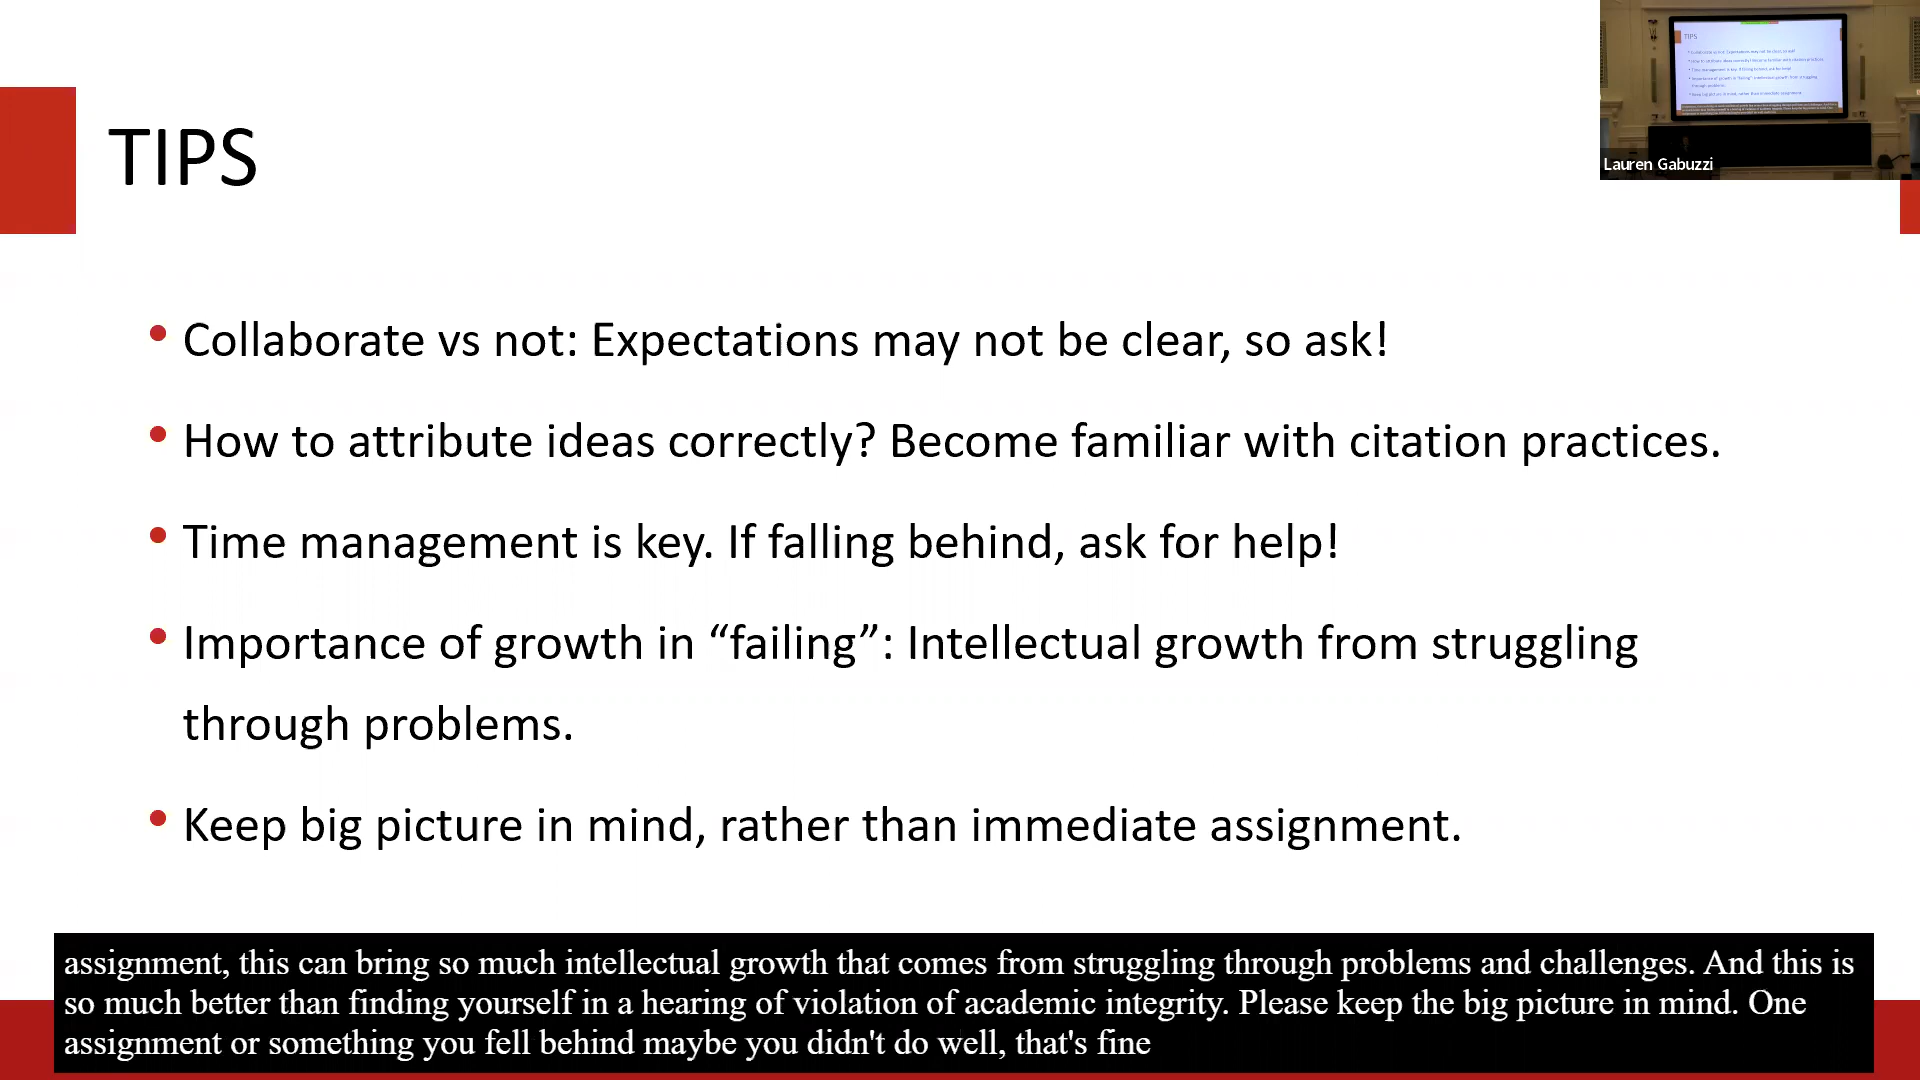 TIPS
Lauren Gabuzzi
• Collaborate vs not: Expectations may not be clear, so ask!
• How to attribute ideas correctly? Become familiar with citation practices.
• Time management is key. If falling behind, ask for help!
• Importance of growth in “failing”: Intellectual growth from struggling
through problems.
• Keep big picture in mind, rather than immediate assignment.
assignment, this can bring so much intellectual growth that comes from struggling through problems and challenges. And this is
so much better than finding yourself in a hearing of violation of academic integrity. Please keep the big picture in mind. One
assignment or something you fell behind maybe you didn't do well, that's fine